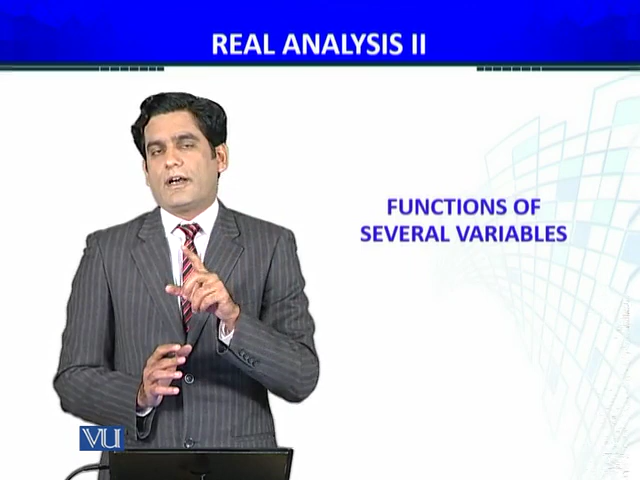 REAL ANALYSIS II
FUNCTIONS OF
SEVERAL VARIABLES
VU